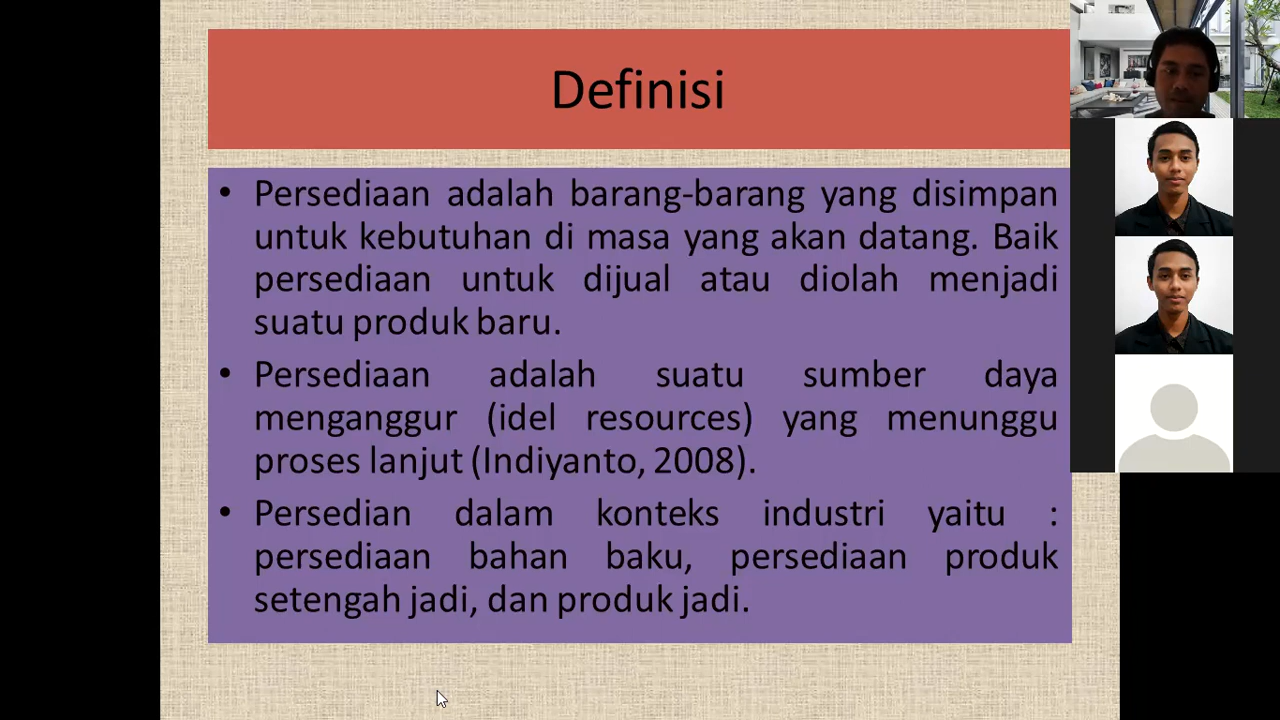 Definisi
• Persediaan adalah barang-barang yang disimpan
untuk kebutuhan di masa yang akan datang. Baik
persediaan untuk dijual atau diolah menjadi
suatu produk baru.
• Persediaan adalah suatu sumber daya
menganggur (idel resources) yang menunggu
proses lanjut (Indiyanto, 2008).
• Persedian dalam konteks industri yaitu :
persediaan bahan baku, persediaan produk
setengah jadi, dan produk jadi.